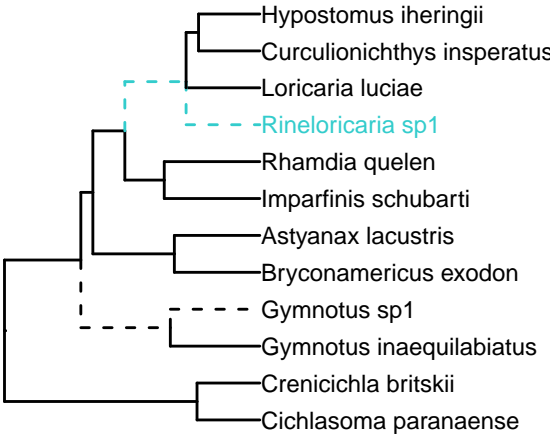 Hypostomus iheringii
Curculionichthys insperatus
Loricaria luciae
Rineloricaria sp1
Rhamdia quelen
Imparfinis schubarti
Astyanax lacustris
Bryconamericus exodon
Gymnotus sp1
Gymnotus inaequilabiatus
Crenicichla britskii
Cichlasoma paranaense